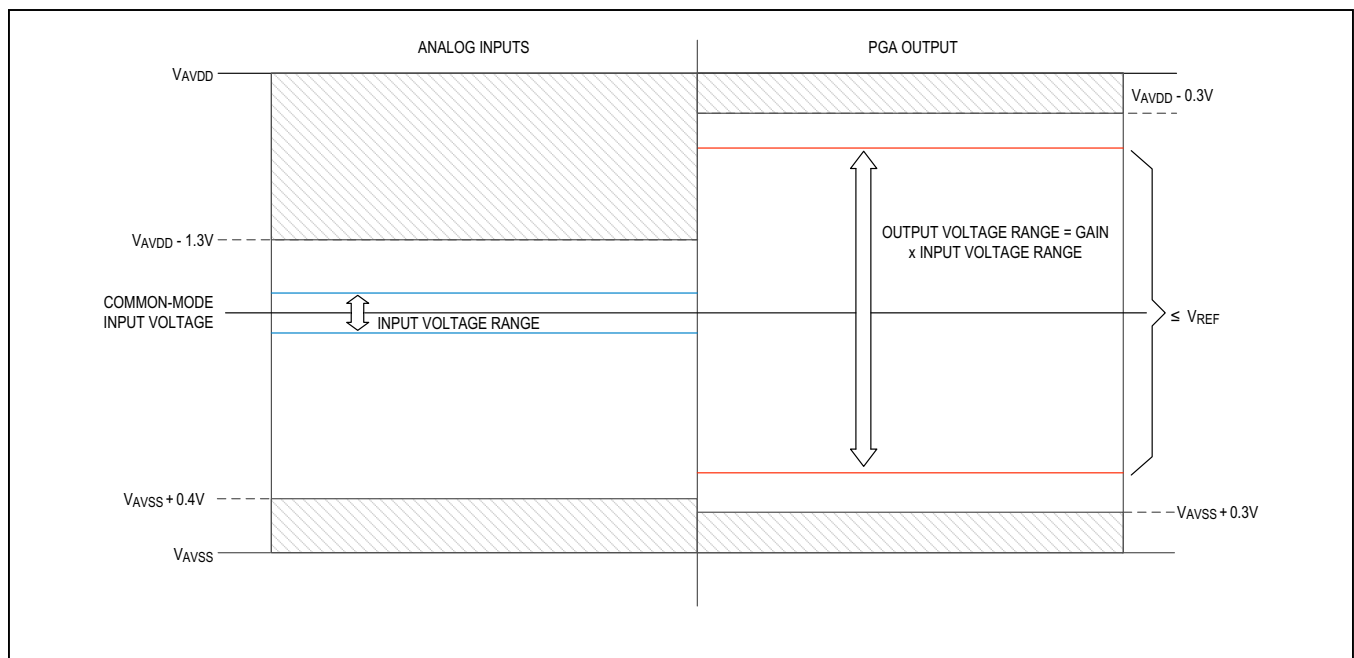 ANALOG INPUTS
PGA OUTPUT
VAVDD
VAVDD - 0.3V
VAVDD - 1.3V
OUTPUT VOLTAGE RANGE = GAIN
x INPUT VOLTAGE RANGE
COMMON-MODE
INPUT VOLTAGE
INPUT VOLTAGE RANGE
≤ VREF
VAVSS + 0.4V
VAVSS + 0.3V
VAVSS